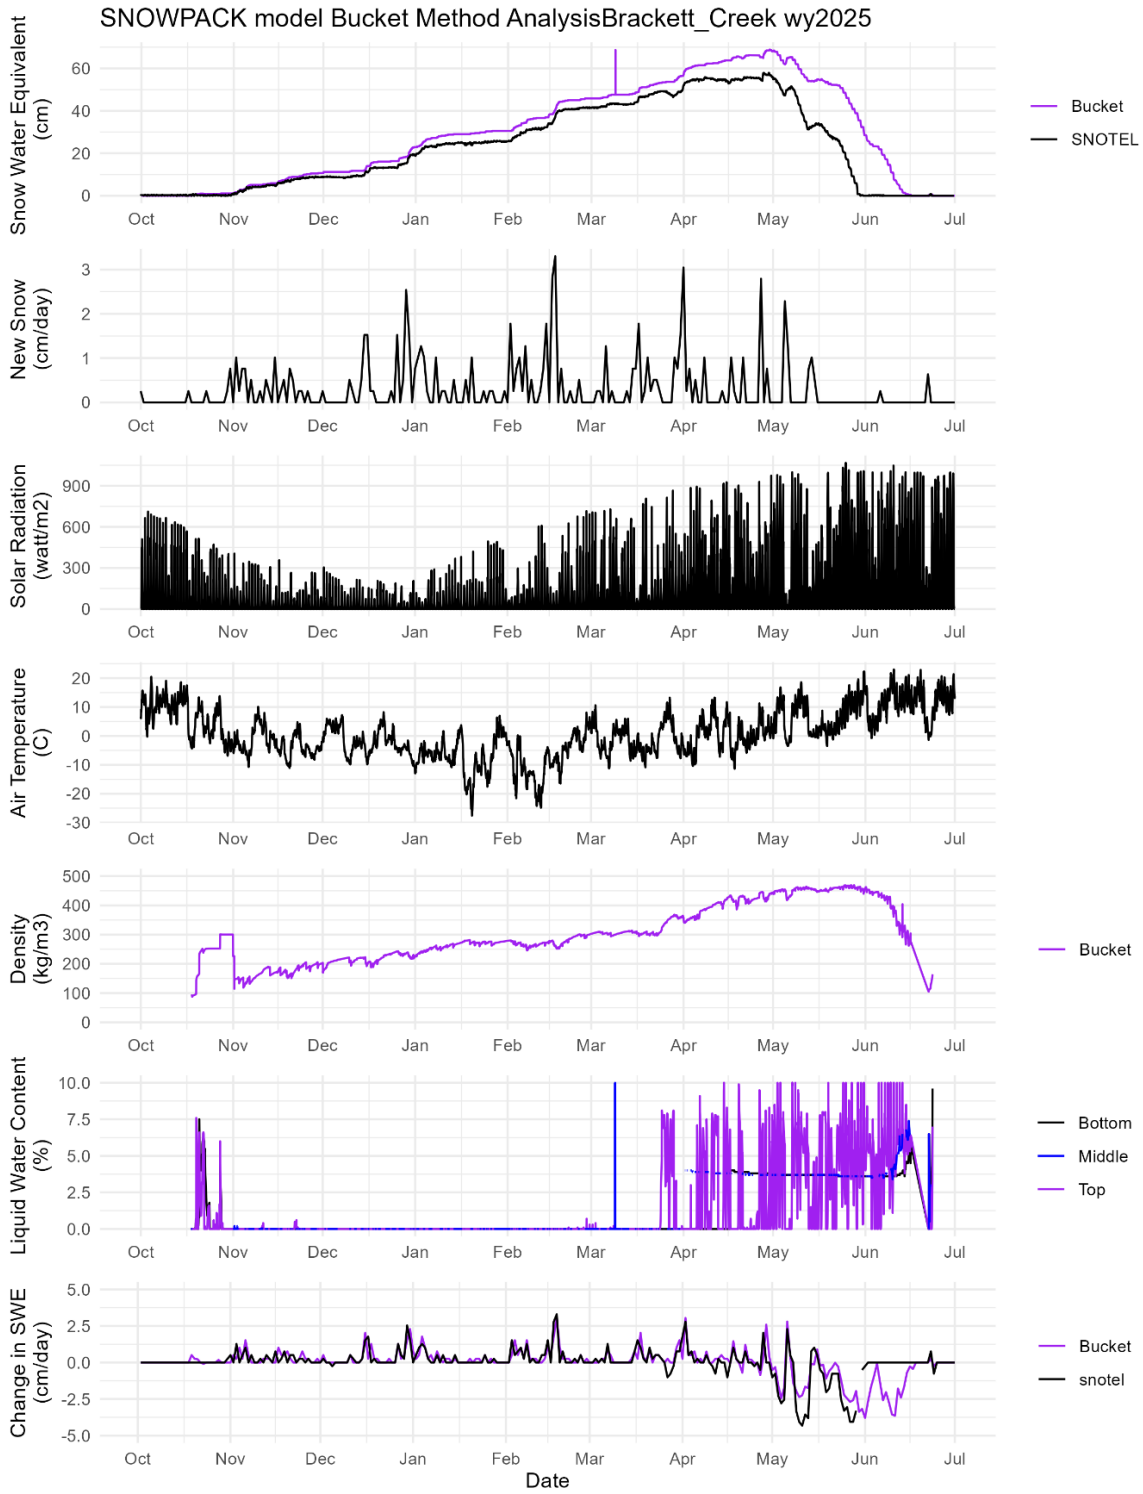 SNOWPACK model Bucket Method AnalysisBrackett_Creek wy2025
Snow Water Equivalent
(cm)
60
40
20
0
Oct Nov Dec Jan Feb Mar Apr May Jun Jul
Bucket
SNOTEL
New Snow
(cm/day)
3
2
1
0
Oct Nov Dec Jan Feb Mar Apr May Jun Jul
Solar Radiation
(watt/m2)
900
600
300
0
Oct Nov Dec Jan Feb Mar Apr May Jun Jul
Air Temperature
(C)
20
10
0
-10
-20
-30
Oct Nov Dec Jan Feb Mar Apr May Jun Jul
Density
(kg/m3)
500
400
300
200
100
0
Oct Nov Dec Jan Feb Mar Apr May Jun Jul
Bucket
Liquid Water Content
(%)
10.0
7.5
5.0
2.5
0.0
Oct Nov Dec Jan Feb Mar Apr May Jun Jul
Bottom
Middle
Top
Change in SWE
(cm/day)
5.0
2.5
0.0
-2.5
-5.0
Oct Nov Dec Jan Feb Mar Apr May Jun Jul
Date
Bucket
snotel